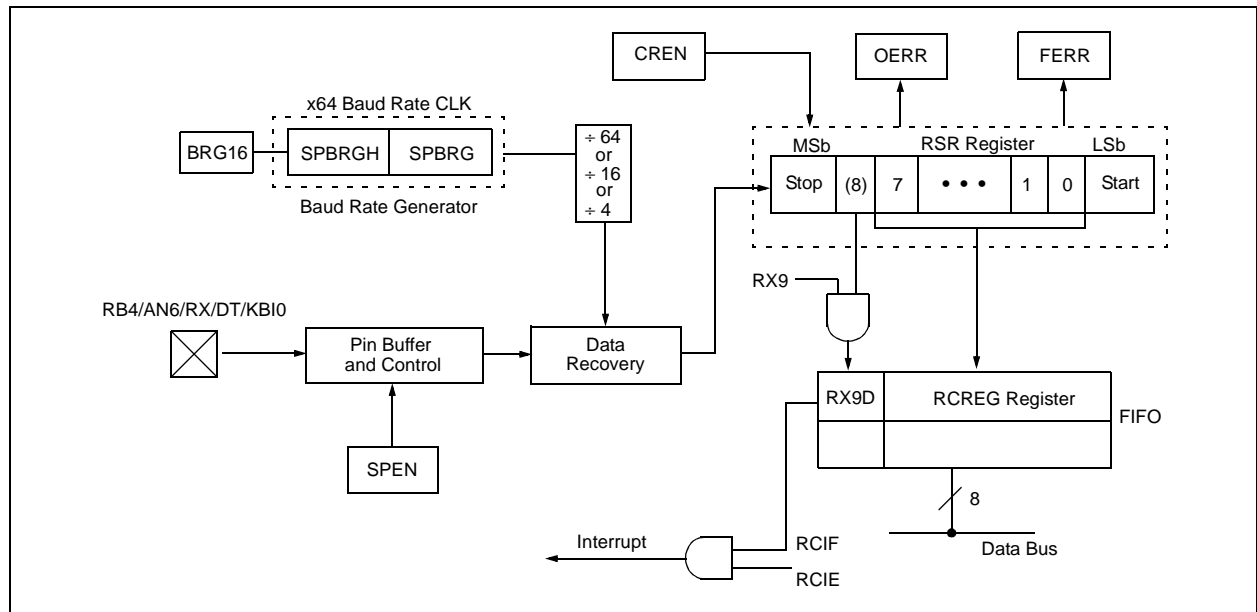 CREN
OERR
FERR
x64 Baud Rate CLK
BRG16
SPBRGH
SPBRG
Baud Rate Generator
÷ 64
or
÷ 16
or
÷ 4
MSb
RSR Register
LSb
Stop
(8)
7
• • •
1
0
Start
RX9
RB4/AN6/RX/DT/KBI0
Pin Buffer
and Control
Data
Recovery
SPEN
RX9D
RCREG Register
FIFO
8
Data Bus
Interrupt
RCIF
RCIE